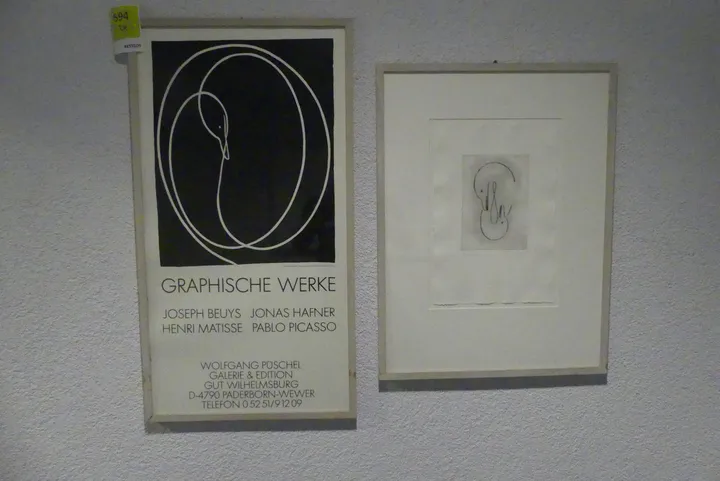 594
GRAPHISCHE WERKE
JOSEPH BEUYS JONAS HAFNER
HENRI MATISSE PABLO PICASSO
WOLFGANG PÜSCHEL
GALERIE & EDITION
GUT WILHELMSBURG
D-4790 PADERBORN-WEWER
TELEFON 0 52 51/9 12 09